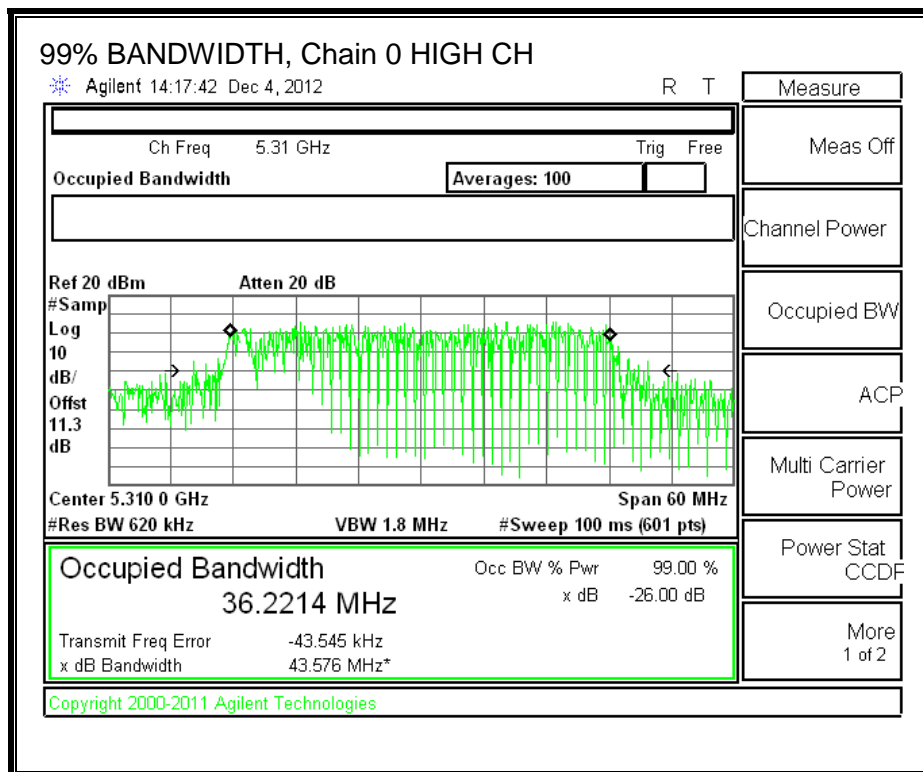 99% BANDWIDTH, Chain 0 HIGH CH
Agilent 14:17:42 Dec 4, 2012 R T
Measure
Ch Freq 5.31 GHz Trig Free
Meas Off
Occupied Bandwidth Averages: 100
Channel Power
Ref 20 dBm Atten 20 dB
#Samp
Log
10
dB/
Offst
11.3
dB
Occupied BW
ACP
Multi Carrier
Power
Center 5.310 0 GHz Span 60 MHz
#Res BW 620 kHz VBW 1.8 MHz #Sweep 100 ms (601 pts)
Power Stat
CCDF
Occupied Bandwidth Occ BW % Pwr 99.00 %
36.2214 MHz x dB -26.00 dB
Transmit Freq Error -43.545 kHz
x dB Bandwidth 43.576 MHz*
More
1 of 2
Copyright 2000-2011 Agilent Technologies